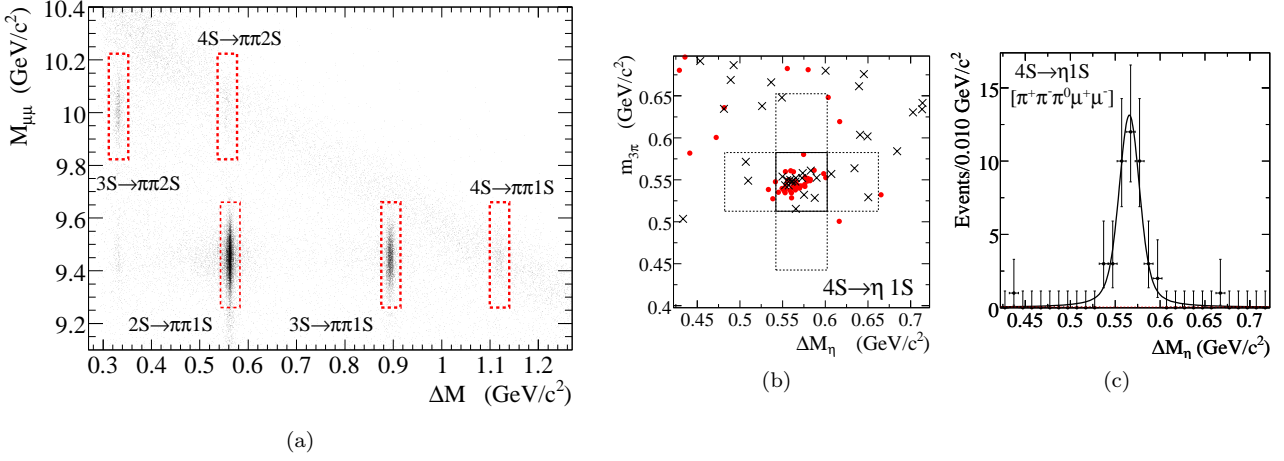 M_μμ (GeV/c²)
10.4
10.2
10
9.8
9.6
9.4
9.2
4S→ππ2S
3S→ππ2S
4S→ππ1S
2S→ππ1S
3S→ππ1S
0.3 0.4 0.5 0.6 0.7 0.8 0.9 1 1.1 1.2
ΔM (GeV/c²)
(a)
m_3π (GeV/c²)
0.65
0.6
0.55
0.5
0.45
0.4
4S→η 1S
0.45 0.5 0.55 0.6 0.65 0.7
ΔM_η (GeV/c²)
(b)
Events/0.010 GeV/c²
15
10
5
0
4S→η1S
[π⁺π⁻π⁰μ⁺μ⁻]
0.45 0.5 0.55 0.6 0.65 0.7
ΔM_η (GeV/c²)
(c)